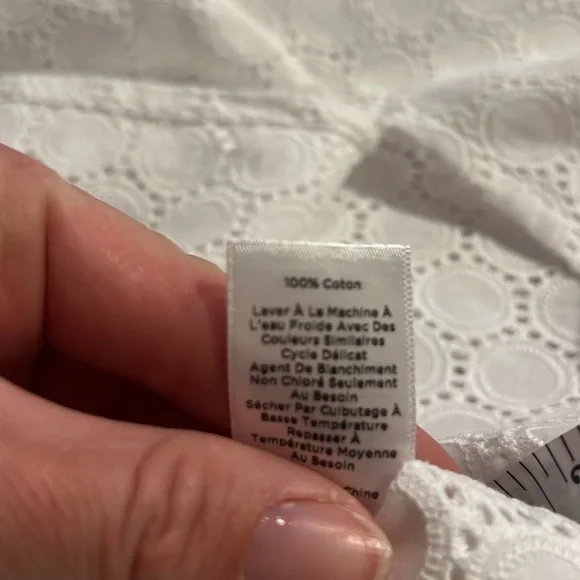 100% Coton
Laver À La Machine À
L'eau Froide Avec Des
Couleurs Similaires
Cycle Délicat
Agent De Blanchiment
Non Chloré Seulement
Au Besoin
Sécher Par Culbutage À
Basse Température
Repasser À
Température Moyenne
Au Besoin
Chine